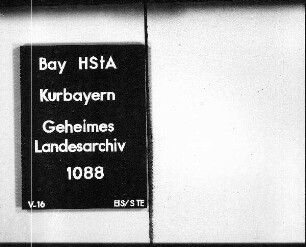 Bay HStA
Kurbayern
Geheimes
Landesarchiv
1088
V-16 EIS/STE